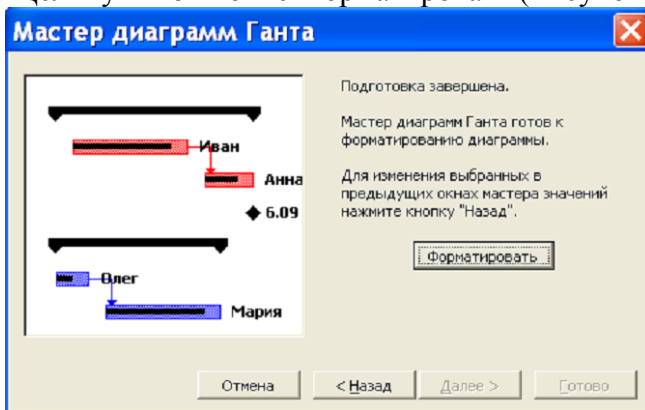 Мастер диаграмм Ганта
Подготовка завершена.
Мастер диаграмм Ганта готов к
форматированию диаграммы.
Для изменения выбранных в
предыдущих окнах мастера значений
нажмите кнопку "Назад".
Форматировать
Иван
Анна
6.09
Олег
Мария
Отмена
< Назад
Далее >
Готово